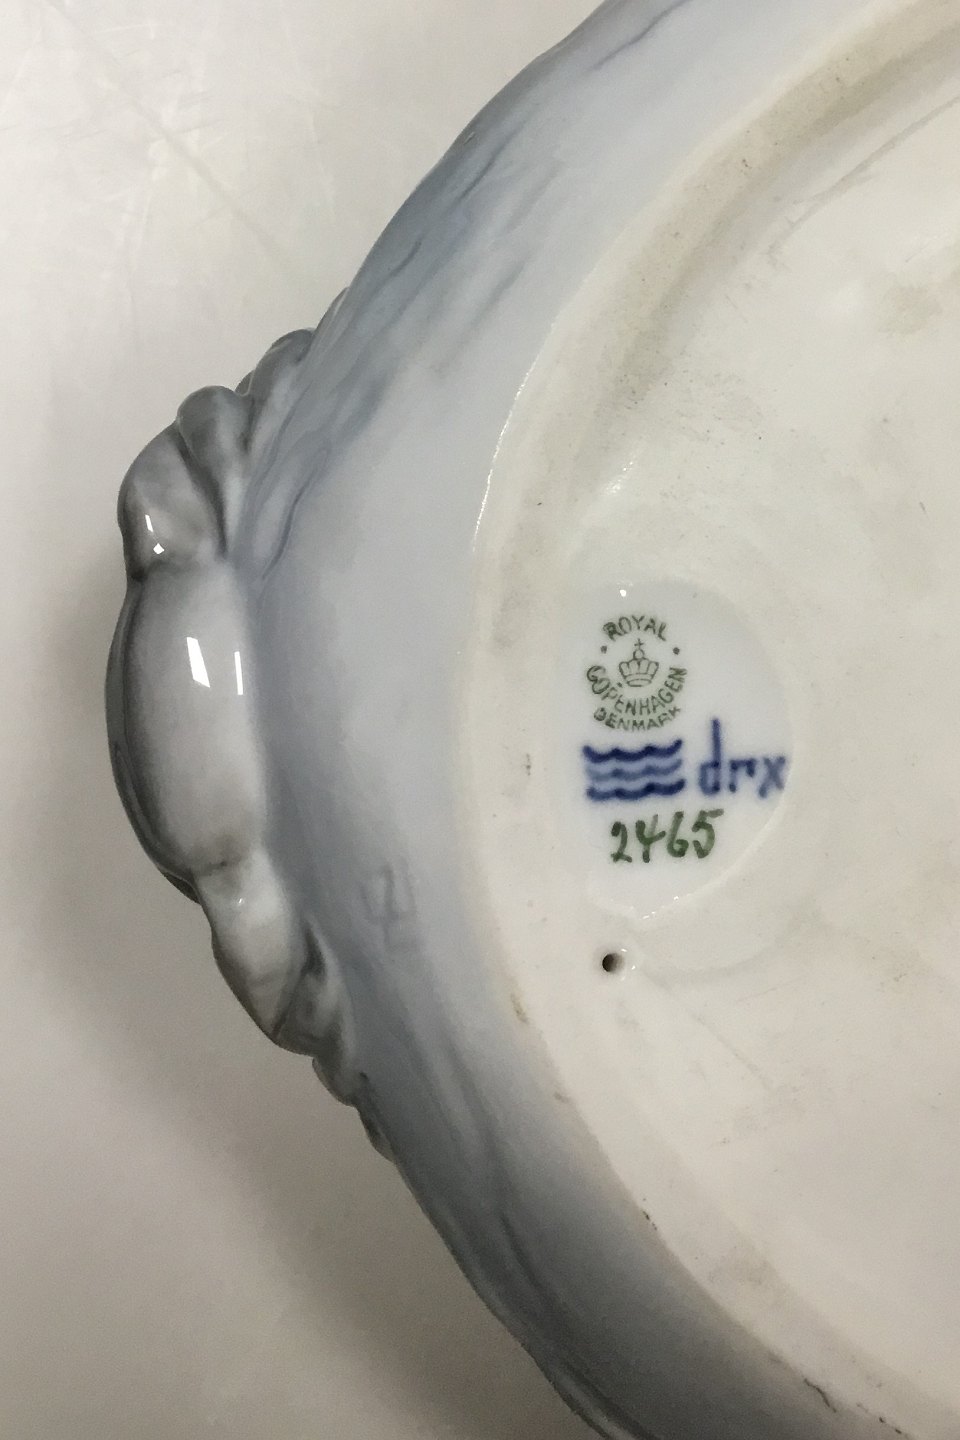 ROYAL
COPENHAGEN
DENMARK
drx
2465